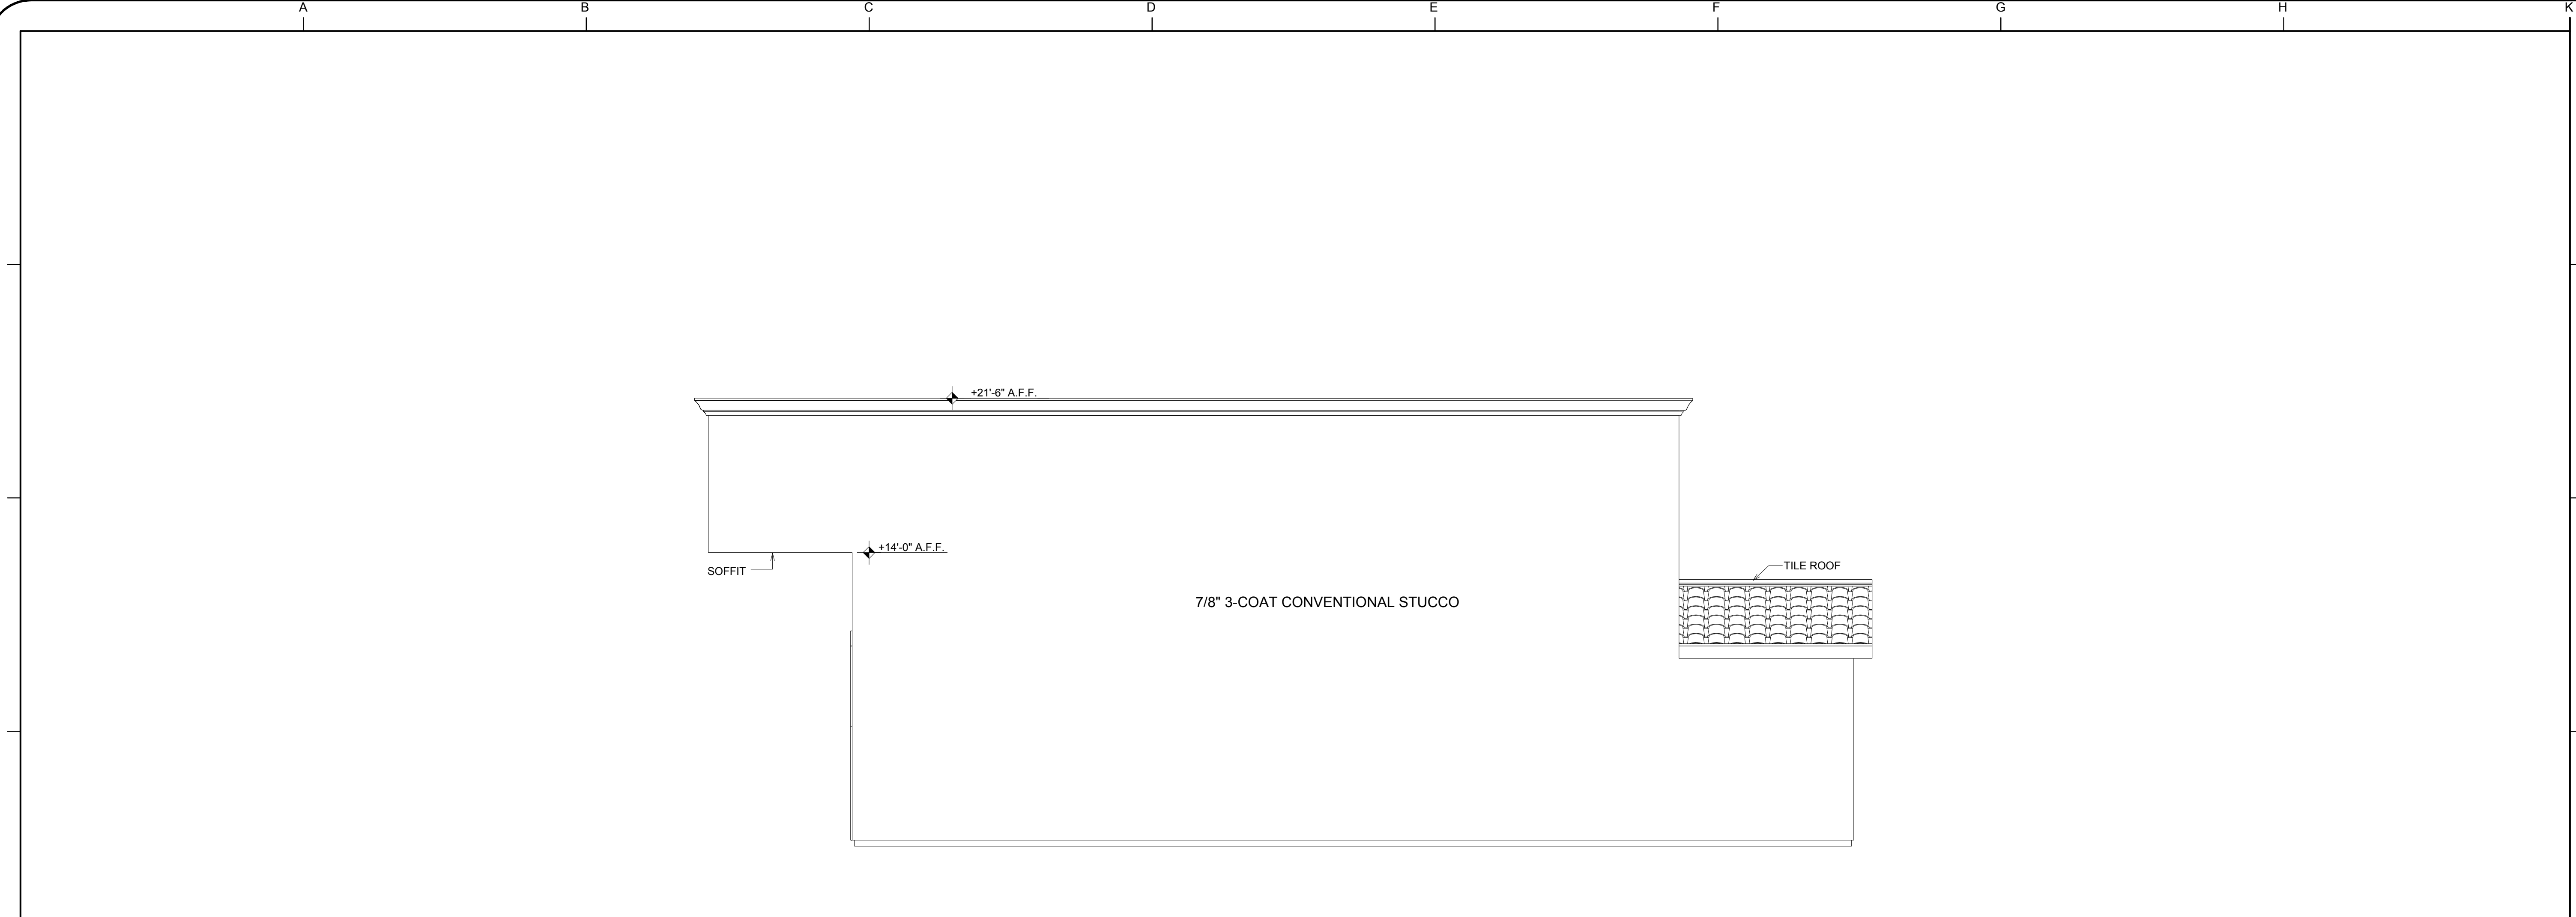 A B C D E F G H K
+21'-6" A.F.F.
+14'-0" A.F.F.
SOFFIT
TILE ROOF
7/8" 3-COAT CONVENTIONAL STUCCO